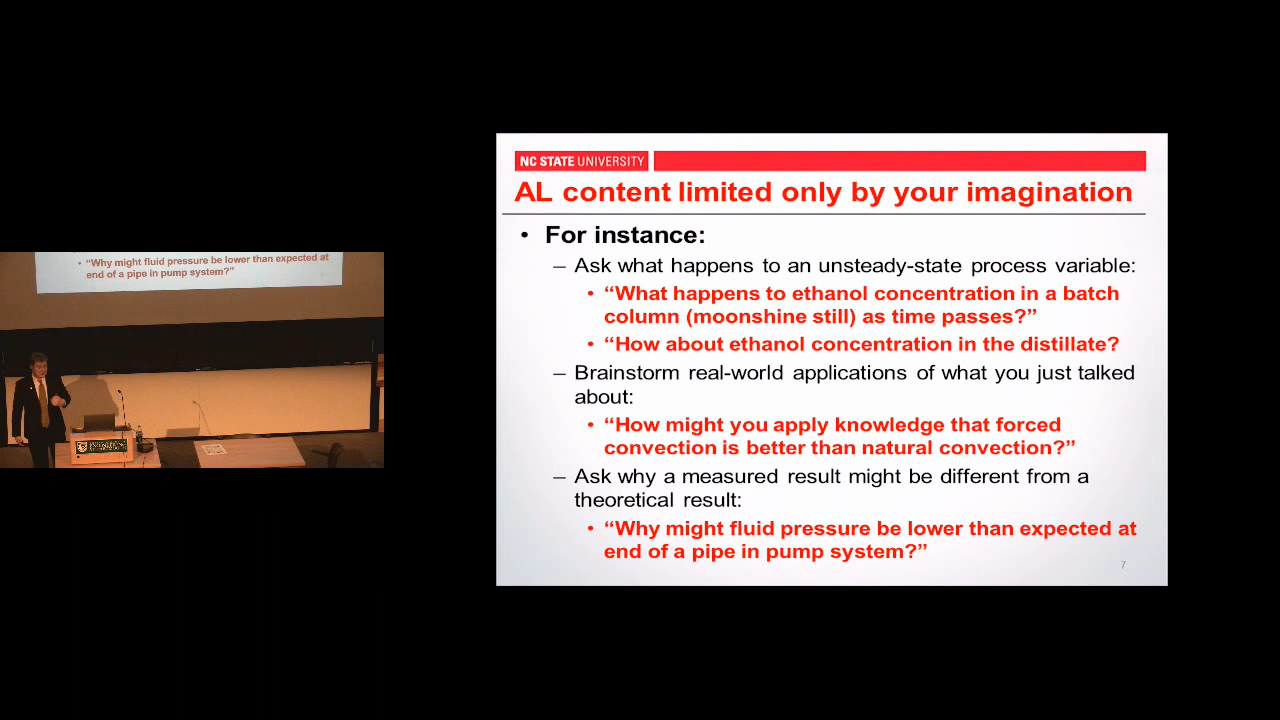 NC STATE UNIVERSITY
AL content limited only by your imagination
• For instance:
– Ask what happens to an unsteady-state process variable:
• “What happens to ethanol concentration in a batch
column (moonshine still) as time passes?”
• “How about ethanol concentration in the distillate?
– Brainstorm real-world applications of what you just talked
about:
• “How might you apply knowledge that forced
convection is better than natural convection?”
– Ask why a measured result might be different from a
theoretical result:
• “Why might fluid pressure be lower than expected at
end of a pipe in pump system?”
7
• “Why might fluid pressure be lower than expected at
end of a pipe in pump system?”